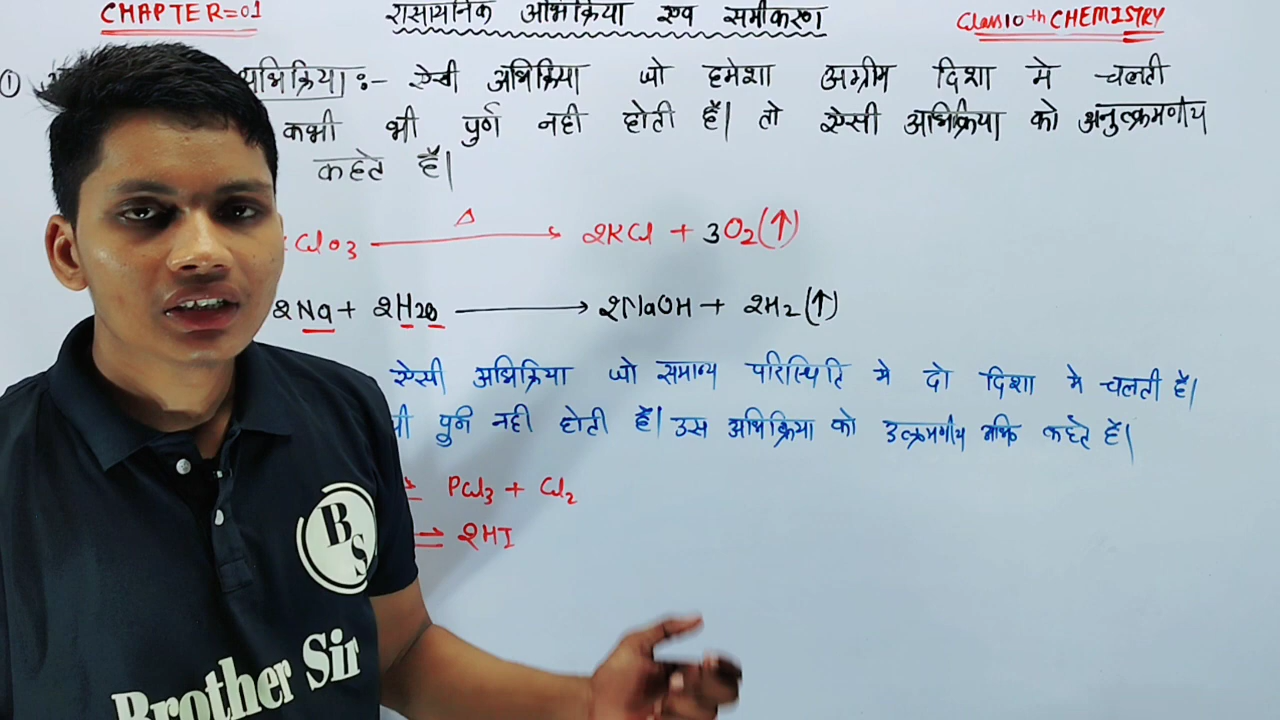 CHAPTER=01
रासायनिक अभिक्रिया एवं समीकरण
Class 10th CHEMISTRY
① भिक्रिया :- ऐसी अभिक्रिया जो हमेशा अग्रीम दिशा मे चलती
कभी भी पुर्ण नही होती हैं। तो ऐसी अभिक्रिया को अनुत्क्रमणीय
कहते हैं।
ClO3 ⟶ Δ 2KCl + 3O2(↑)
2Na + 2H2O ⟶ 2NaOH + 2H2(↑)
ऐसी अभिक्रिया जो समान्य परिस्थिति मे दो दिशा मे चलती हैं।
भी पुर्न नही होती हैं। उस अभिक्रिया को उत्क्रमणीय अभि कहते हैं।
PCl3 + Cl2
⇌ 2HI
BS
Brother Sir